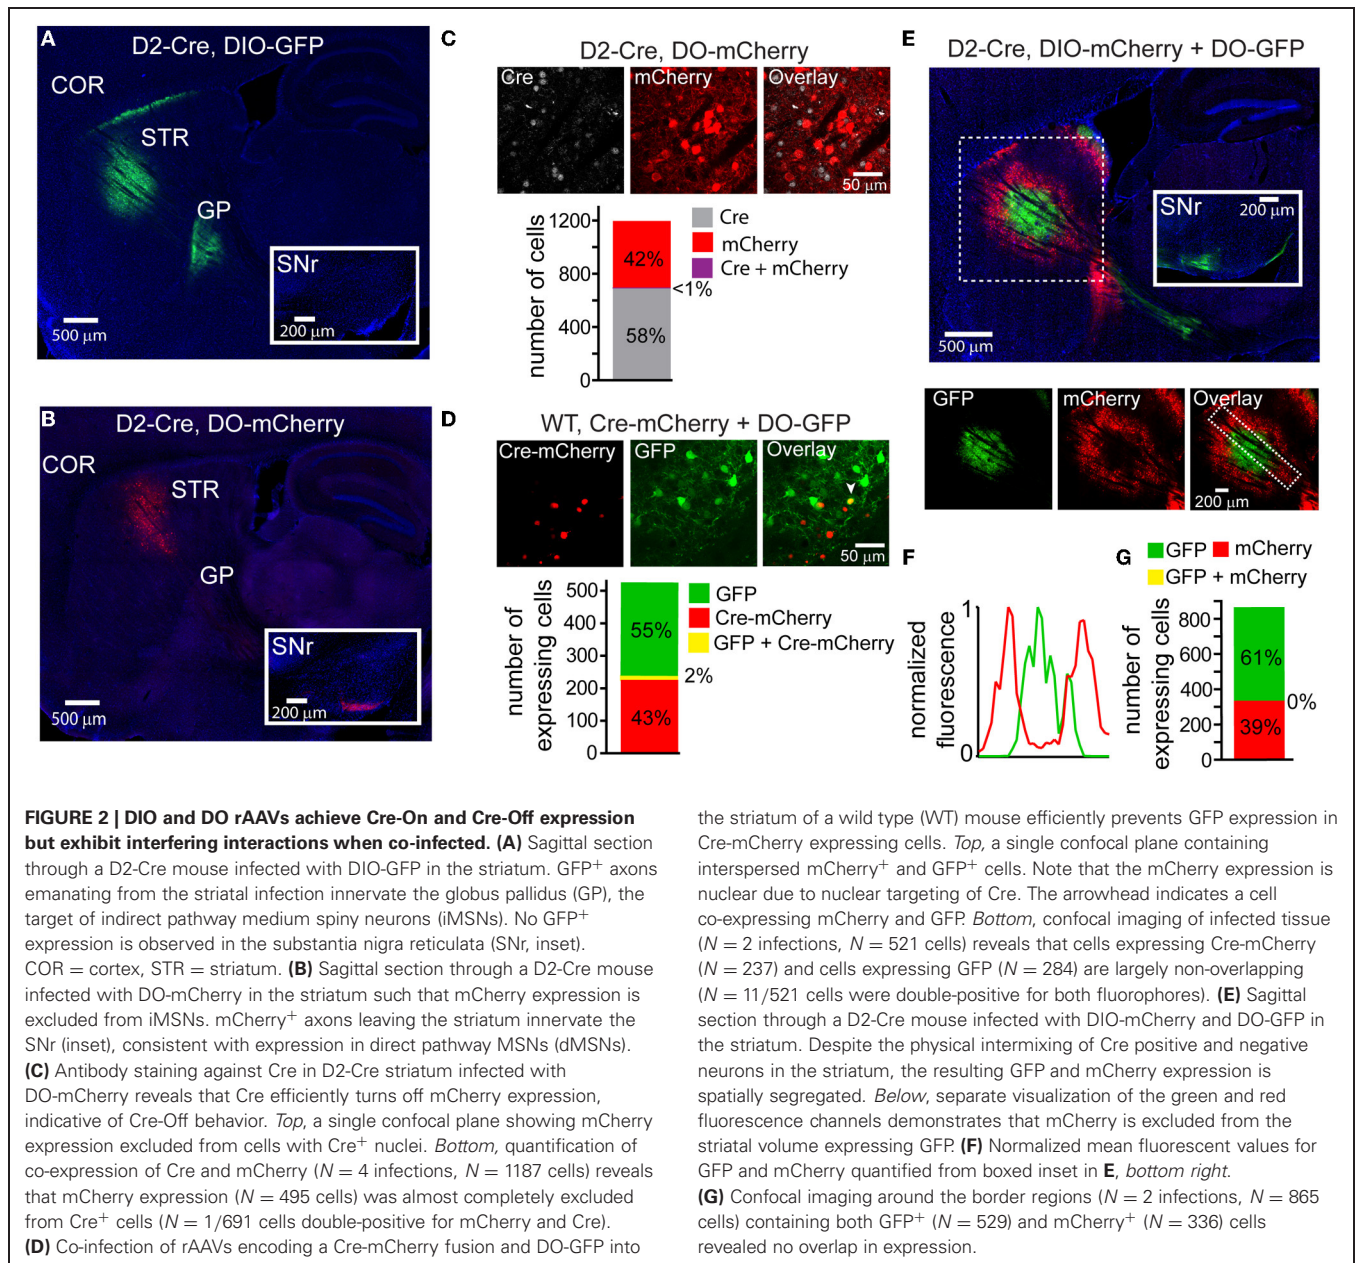 A
D2-Cre, DIO-GFP
COR
STR
GP
SNr
200 µm
500 µm
B
D2-Cre, DO-mCherry
COR
STR
GP
SNr
200 µm
500 µm
C
D2-Cre, DO-mCherry
Cre
mCherry
Overlay
50 µm
number of cells
1200
800
400
0
42%
<1%
58%
Cre
mCherry
Cre + mCherry
D
WT, Cre-mCherry + DO-GFP
Cre-mCherry
GFP
Overlay
50 µm
number of
expressing cells
500
400
300
200
100
0
55%
2%
43%
GFP
Cre-mCherry
GFP + Cre-mCherry
E
D2-Cre, DIO-mCherry + DO-GFP
SNr
200 µm
500 µm
GFP
mCherry
Overlay
200 µm
F
normalized
fluorescence
1
0
G
GFP
mCherry
GFP + mCherry
number of
expressing cells
800
600
400
200
0
61%
0%
39%
FIGURE 2 | DIO and DO rAAVs achieve Cre-On and Cre-Off expression
but exhibit interfering interactions when co-infected. (A) Sagittal section
through a D2-Cre mouse infected with DIO-GFP in the striatum. GFP+ axons
emanating from the striatal infection innervate the globus pallidus (GP), the
target of indirect pathway medium spiny neurons (iMSNs). No GFP+
expression is observed in the substantia nigra reticulata (SNr, inset).
COR = cortex, STR = striatum. (B) Sagittal section through a D2-Cre mouse
infected with DO-mCherry in the striatum such that mCherry expression is
excluded from iMSNs. mCherry+ axons leaving the striatum innervate the
SNr (inset), consistent with expression in direct pathway MSNs (dMSNs).
(C) Antibody staining against Cre in D2-Cre striatum infected with
DO-mCherry reveals that Cre efficiently turns off mCherry expression,
indicative of Cre-Off behavior. Top, a single confocal plane showing mCherry
expression excluded from cells with Cre+ nuclei. Bottom, quantification of
co-expression of Cre and mCherry (N = 4 infections, N = 1187 cells) reveals
that mCherry expression (N = 495 cells) was almost completely excluded
from Cre+ cells (N = 1/691 cells double-positive for mCherry and Cre).
(D) Co-infection of rAAVs encoding a Cre-mCherry fusion and DO-GFP into
the striatum of a wild type (WT) mouse efficiently prevents GFP expression in
Cre-mCherry expressing cells. Top, a single confocal plane containing
interspersed mCherry+ and GFP+ cells. Note that the mCherry expression is
nuclear due to nuclear targeting of Cre. The arrowhead indicates a cell
co-expressing mCherry and GFP. Bottom, confocal imaging of infected tissue
(N = 2 infections, N = 521 cells) reveals that cells expressing Cre-mCherry
(N = 237) and cells expressing GFP (N = 284) are largely non-overlapping
(N = 11/521 cells were double-positive for both fluorophores). (E) Sagittal
section through a D2-Cre mouse infected with DIO-mCherry and DO-GFP in
the striatum. Despite the physical intermixing of Cre positive and negative
neurons in the striatum, the resulting GFP and mCherry expression is
spatially segregated. Below, separate visualization of the green and red
fluorescence channels demonstrates that mCherry is excluded from the
striatal volume expressing GFP. (F) Normalized mean fluorescent values for
GFP and mCherry quantified from boxed inset in E, bottom right.
(G) Confocal imaging around the border regions (N = 2 infections, N = 865
cells) containing both GFP+ (N = 529) and mCherry+ (N = 336) cells
revealed no overlap in expression.